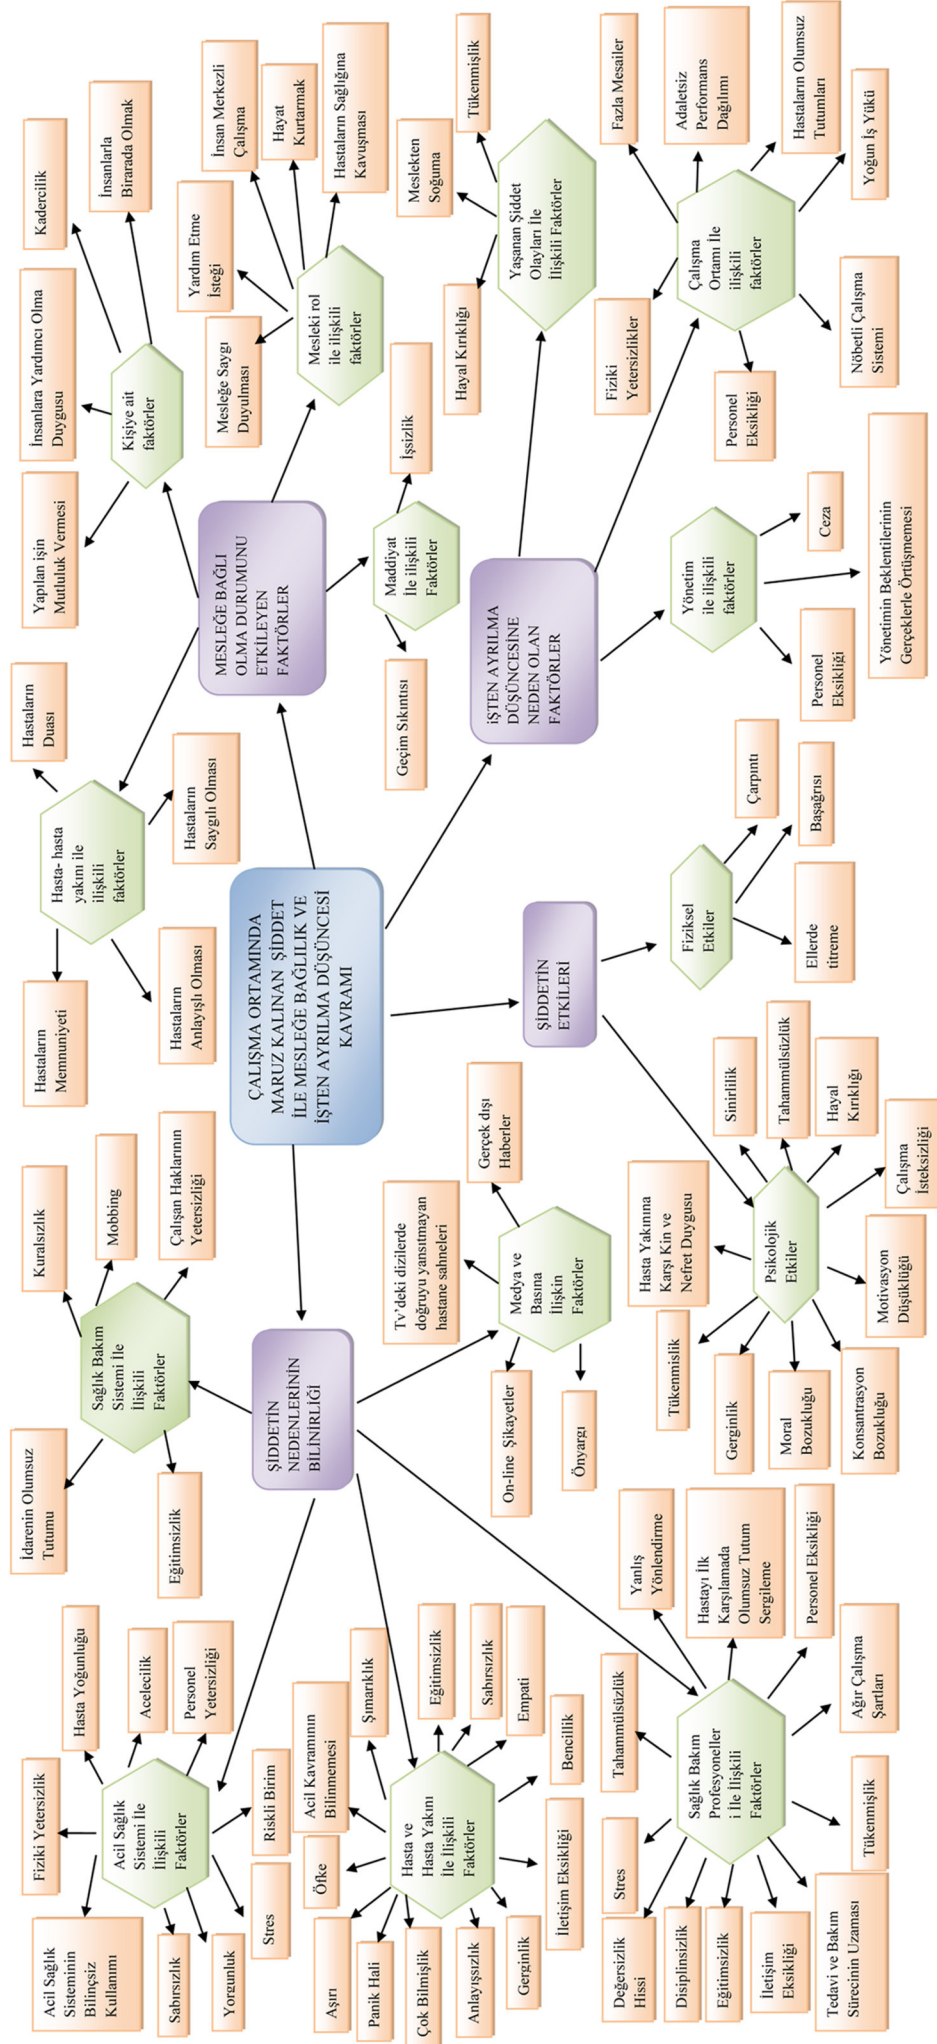 ÇALIŞMA ORTAMINDA
MARUZ KALINAN ŞİDDET
İLE MESLEĞE BAĞLILIK VE
İŞTEN AYRILMA DÜŞÜNCESİ
KAVRAMI
ŞİDDETİN
NEDENLERİNİN
BİLİNİRLİĞİ
Acil Sağlık
Sistemi İle
İlişkili
Faktörler
Acil Sağlık
Sisteminin
Bilinçsiz
Kullanımı
Fiziki Yetersizlik
Hasta Yoğunluğu
Acelecilik
Personel
Yetersizliği
Riskli Birim
Stres
Yorgunluk
Sabırsızlık
Sağlık Bakım
Sistemi İle
İlişkili
Faktörler
İdarenin Olumsuz
Tutumu
Kuralsızlık
Mobbing
Çalışan Haklarının
Yetersizliği
Eğitimsizlik
Hasta ve
Hasta Yakını
İle İlişkili
Faktörler
Aşırı
Panik Hali
Çok Bilmişlik
Anlayışsızlık
Gerginlik
Öfke
Acil Kavramının
Bilinmemesi
Şımarıklık
Eğitimsizlik
Sabırsızlık
Empati
Bencillik
İletişim Eksikliği
Medya ve
Basına
İlişkin
Faktörler
Tv'deki dizilerde
doğruyu yansıtmayan
hastane sahneleri
Gerçek dışı
Haberler
On-line Şikayetler
Önyargı
Sağlık Bakım
Profesyoneller
i İle İlişkili
Faktörler
Değersizlik
Hissi
Stres
Tahammülsüzlük
Yanlış
Yönlendirme
Hastayı İlk
Karşılamada
Olumsuz Tutum
Sergileme
Personel Eksikliği
Ağır Çalışma
Şartları
Tükenmişlik
Tedavi ve Bakım
Sürecinin Uzaması
İletişim
Eksikliği
Eğitimsizlik
Disiplinsizlik
ŞİDDETİN
ETKİLERİ
Psikolojik
Etkiler
Hasta Yakınına
Karşı Kin ve
Nefret Duygusu
Sinirlilik
Tahammülsüzlük
Hayal
Kırıklığı
Çalışma
İsteksizliği
Motivasyon
Düşüklüğü
Konsantrasyon
Bozukluğu
Moral
Bozukluğu
Gerginlik
Tükenmislik
Fiziksel
Etkiler
Çarpıntı
Başağrısı
Ellerde
titreme
MESLEĞE BAĞLI
OLMA DURUMUNU
ETKİLEYEN
FAKTÖRLER
Hasta- hasta
yakını ile
ilişkili
faktörler
Hastaların
Memnuniyeti
Hastaların
Duası
Hastaların
Saygılı Olması
Hastaların
Anlayışlı Olması
Kişiye ait
faktörler
Yapılan işin
Mutluluk Vermesi
İnsanlara Yardımcı Olma
Duygusu
Kadercilik
İnsanlarla
Birarada Olmak
Mesleki rol
ile ilişkili
faktörler
Mesleğe Saygı
Duyulması
Yardım Etme
İsteği
İnsan Merkezli
Çalışma
Hayat
Kurtarmak
Hastaların Sağlığına
Kavuşması
Maddiyat
İle ilişkili
Faktörler
Geçim Sıkıntısı
İşsizlik
İŞTEN AYRILMA
DÜŞÜNCESİNE
NEDEN OLAN
FAKTÖRLER
Yaşanan Şiddet
Olayları İle
İlişkili Faktörler
Hayal Kırıklığı
Meslekten
Soğuma
Tükenmişlik
Çalışma
Ortamı İle
ilişkili
faktörler
Fiziki
Yetersizlikler
Fazla Mesailer
Adaletsiz
Performans
Dağılımı
Hastaların Olumsuz
Tutumları
Yoğun İş Yükü
Nöbetli Çalışma
Sistemi
Personel
Eksikliği
Yönetim
ile ilişkili
faktörler
Personel
Eksikliği
Ceza
Yönetimin Beklentilerinin
Gerçeklerle Örtüşmemesi